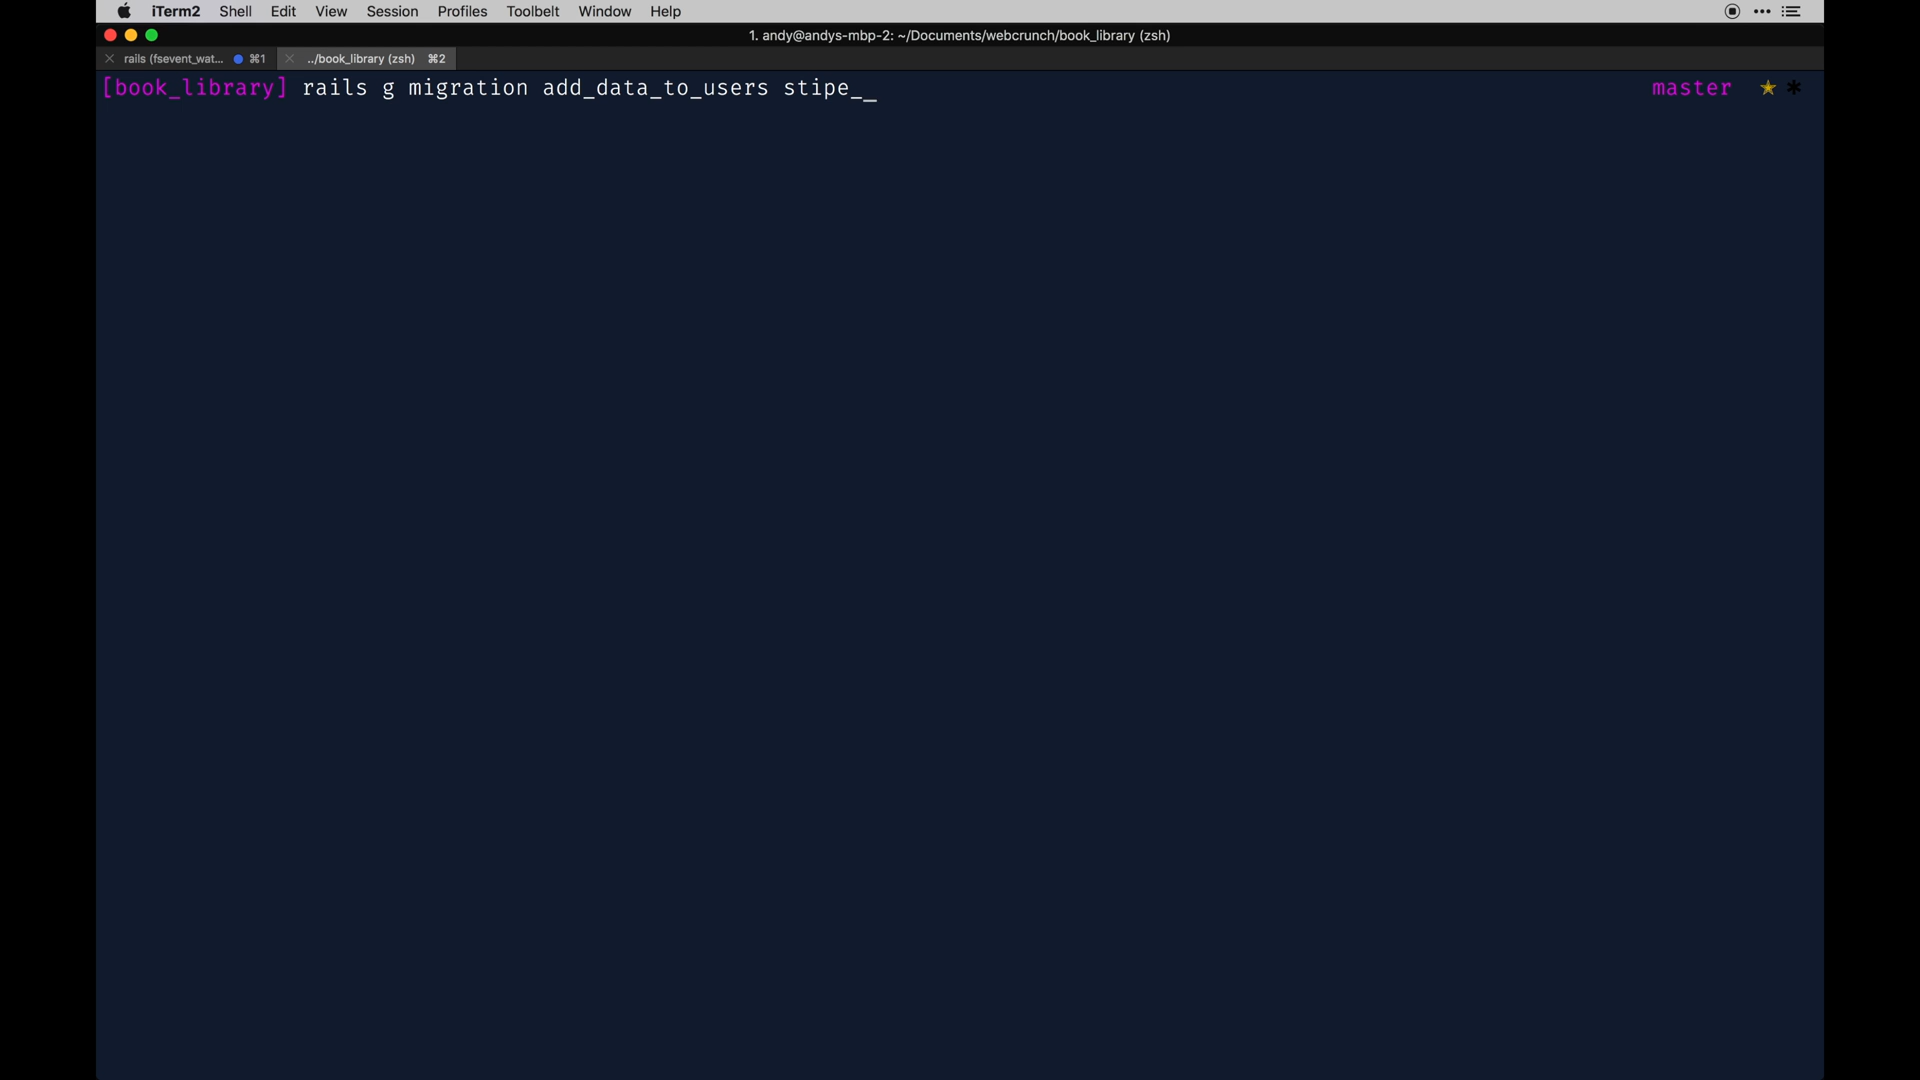 iTerm2 Shell Edit View Session Profiles Toolbelt Window Help
1. andy@andys-mbp-2: ~/Documents/webcrunch/book_library (zsh)
rails (fsevent_wat... ⌘1 ../book_library (zsh) ⌘2
[book_library] rails g migration add_data_to_users stipe_ master ★ *